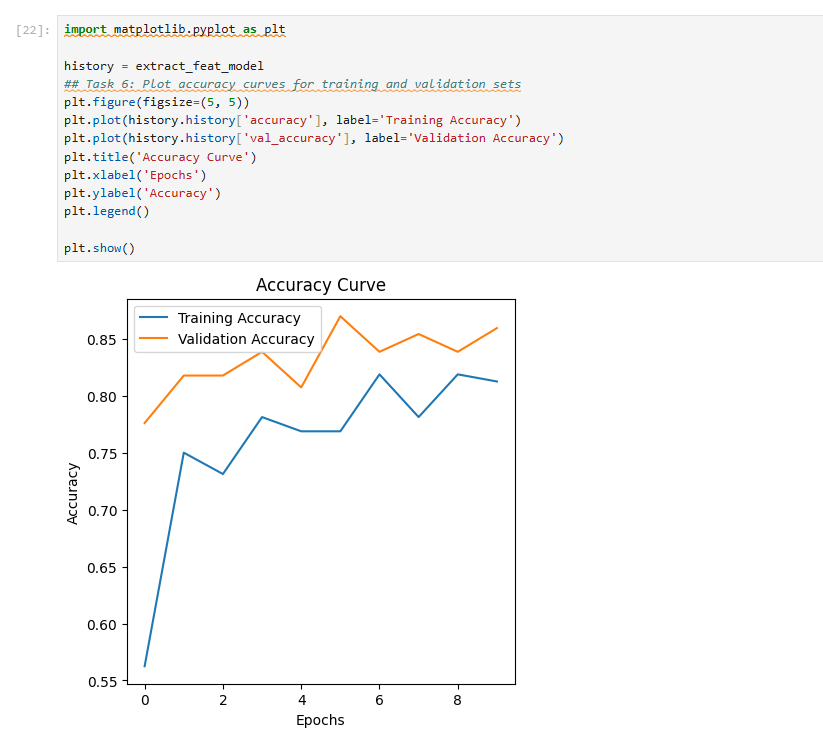 [22]: import matplotlib.pyplot as plt
history = extract_feat_model
## Task 6: Plot accuracy curves for training and validation sets
plt.figure(figsize=(5, 5))
plt.plot(history.history['accuracy'], label='Training Accuracy')
plt.plot(history.history['val_accuracy'], label='Validation Accuracy')
plt.title('Accuracy Curve')
plt.xlabel('Epochs')
plt.ylabel('Accuracy')
plt.legend()
plt.show()
Accuracy Curve
Training Accuracy
Validation Accuracy
0.85
0.80
0.75
0.70
0.65
0.60
0.55
Accuracy
0 2 4 6 8
Epochs